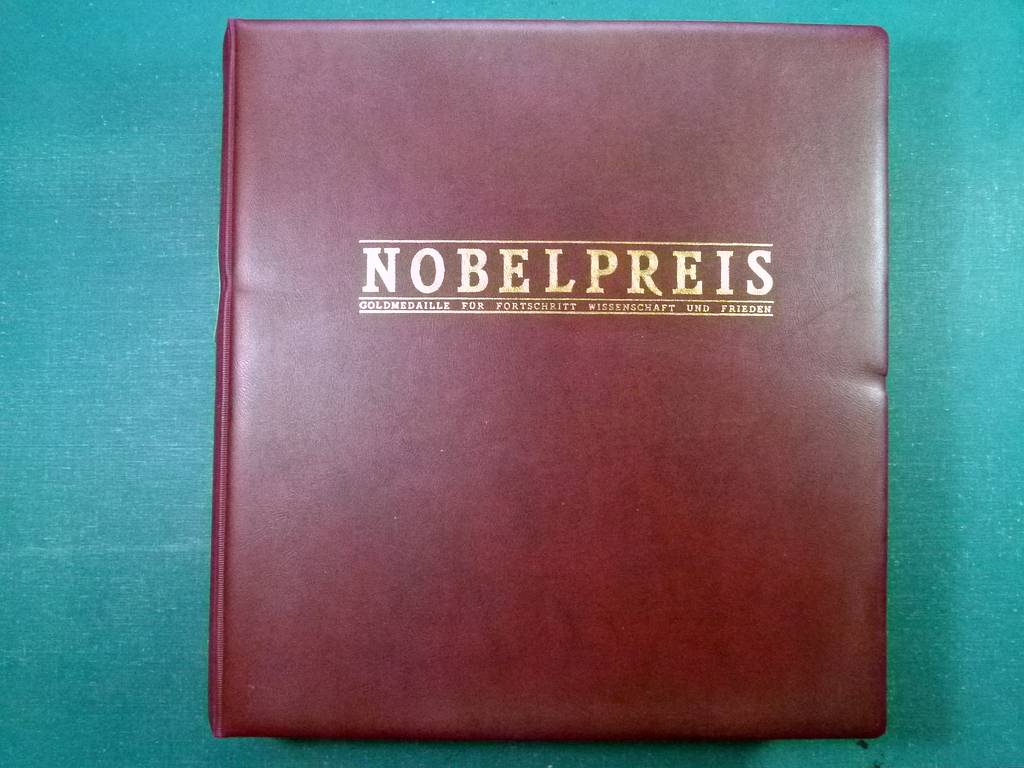 NOBELPREIS
GOLDMEDAILLE FÜR FORTSCHRITT WISSENSCHAFT UND FRIEDEN